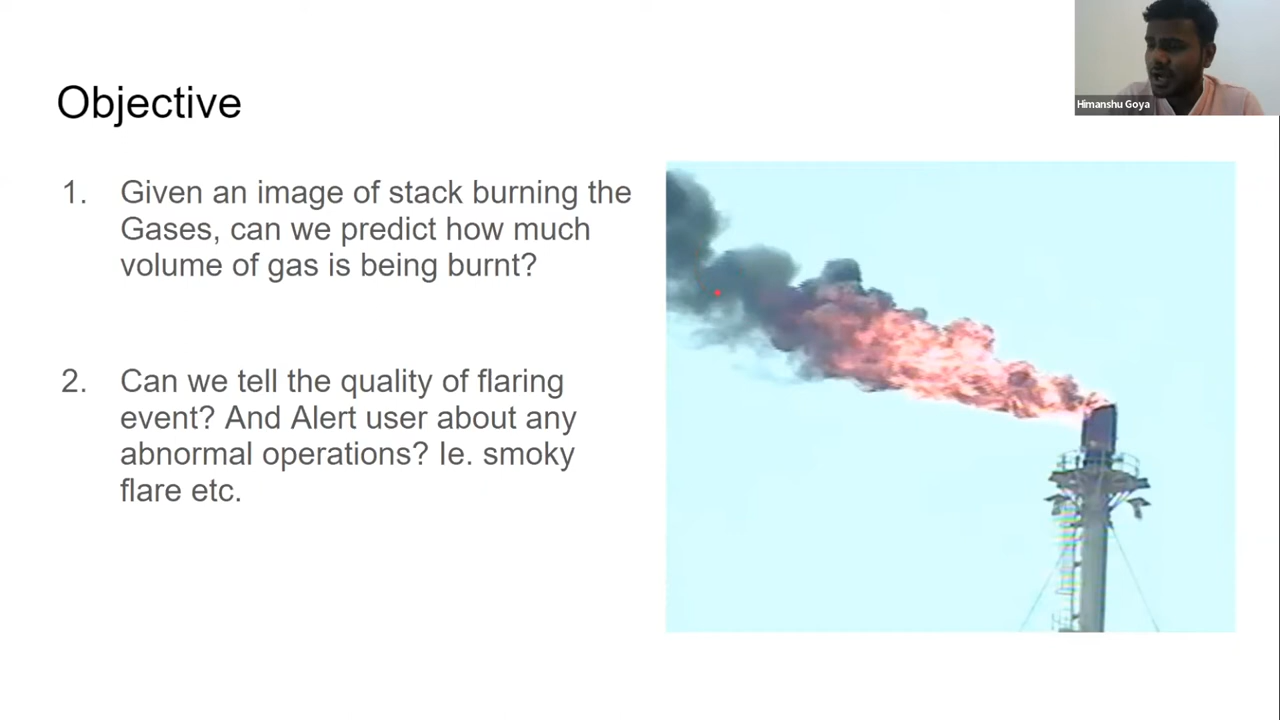 Himanshu Goya
Objective
1. Given an image of stack burning the
Gases, can we predict how much
volume of gas is being burnt?
2. Can we tell the quality of flaring
event? And Alert user about any
abnormal operations? Ie. smoky
flare etc.